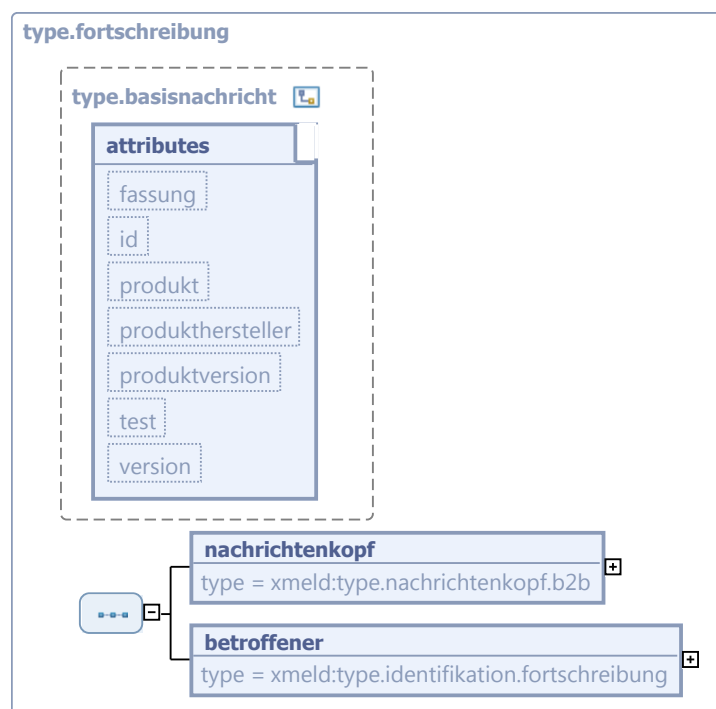 type.fortschreibung
type.basisnachricht
attributes
fassung
id
produkt
produkthersteller
produktversion
test
version
nachrichtenkopf
type = xmeld:type.nachrichtenkopf.b2b
betroffener
type = xmeld:type.identifikation.fortschreibung